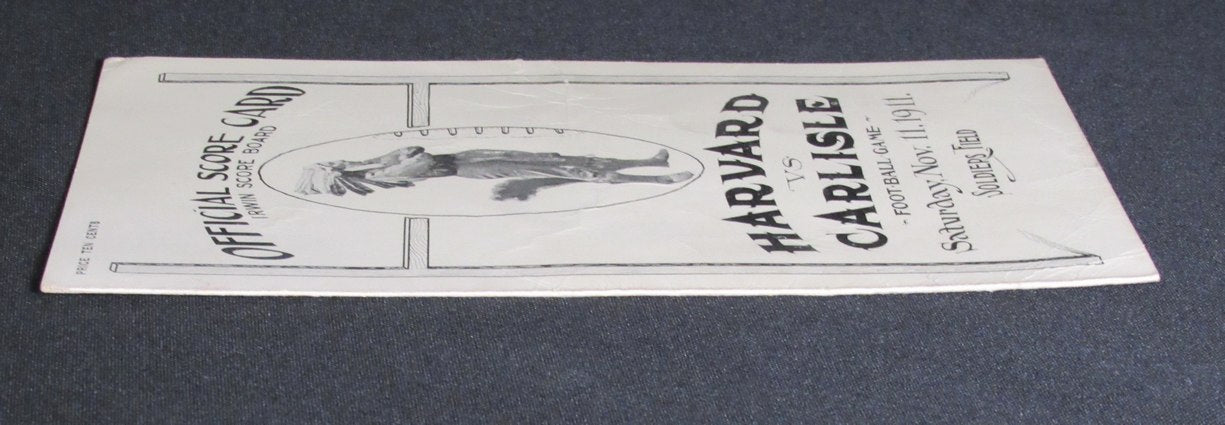 PRICE TEN CENTS
OFFICIAL SCORE CARD
IRWIN SCORE BOARD
HARVARD
VS
CARLISLE
- FOOT-BALL GAME -
Saturday, Nov. 11, 1911.
SOLDIERS FIELD